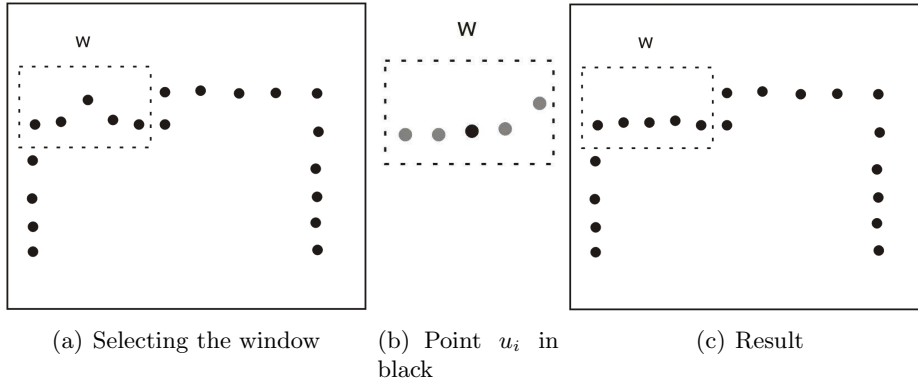 W
W
W
(a) Selecting the window
(b) Point u_i in
black
(c) Result